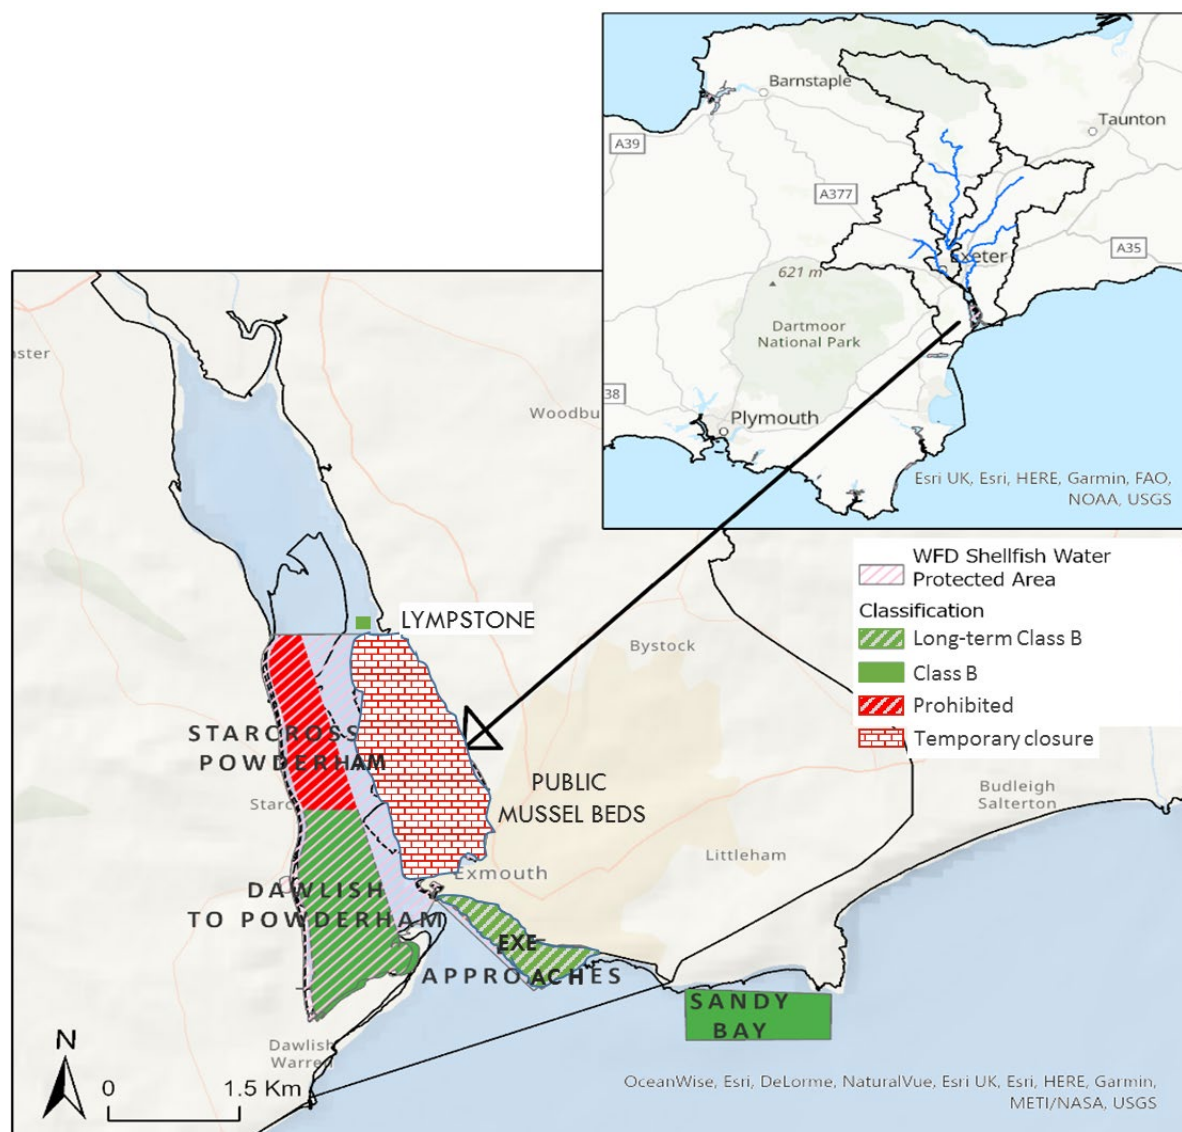 Barnstaple
Taunton
A39
A377
Exeter
A35
621 m
Dartmoor
National Park
38
Plymouth
Esri UK, Esri, HERE, Garmin, FAO,
NOAA, USGS
ster
Woodbu
WFD Shellfish Water
Protected Area
Classification
Long-term Class B
Class B
Prohibited
Temporary closure
LYMPSTONE
Bystock
STARCROSS
POWDERHAM
PUBLIC
MUSSEL BEDS
Starc
Budleigh
Salterton
Littleham
Exmouth
DAWLISH
TO POWDERHAM
EXE
APPROACHES
SANDY
BAY
Dawlish
Warren
N
0 1.5 Km
OceanWise, Esri, DeLorme, NaturalVue, Esri UK, Esri, HERE, Garmin,
METI/NASA, USGS